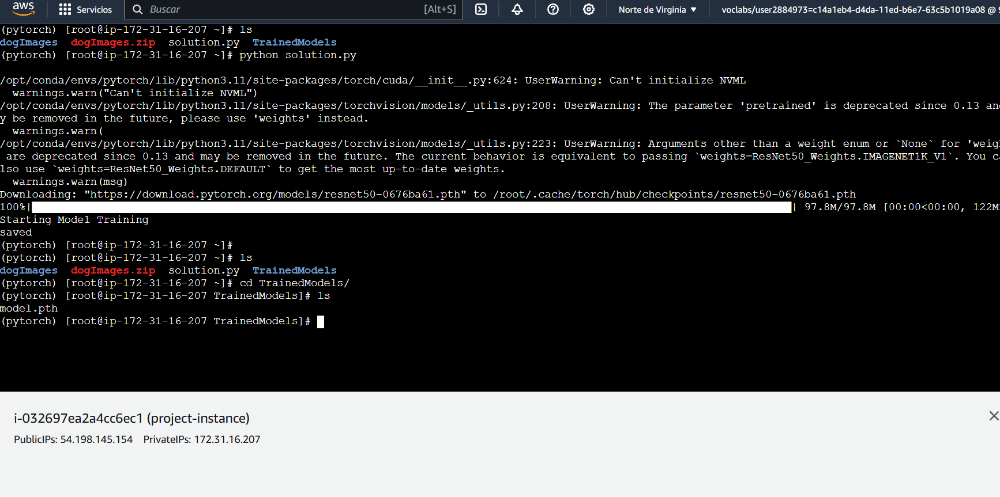 aws Servicios Buscar [Alt+S] Norte de Virginia voclabs/user2884973=c14a1eb4-d4da-11ed-b6e7-63c5b1019a08 @
(pytorch) [root@ip-172-31-16-207 ~]# ls
dogImages dogImages.zip solution.py TrainedModels
(pytorch) [root@ip-172-31-16-207 ~]# python solution.py
/opt/conda/envs/pytorch/lib/python3.11/site-packages/torch/cuda/__init__.py:624: UserWarning: Can't initialize NVML
warnings.warn("Can't initialize NVML")
/opt/conda/envs/pytorch/lib/python3.11/site-packages/torchvision/models/_utils.py:208: UserWarning: The parameter 'pretrained' is deprecated since 0.13 an
y be removed in the future, please use 'weights' instead.
warnings.warn(
/opt/conda/envs/pytorch/lib/python3.11/site-packages/torchvision/models/_utils.py:223: UserWarning: Arguments other than a weight enum or `None` for 'weig
are deprecated since 0.13 and may be removed in the future. The current behavior is equivalent to passing `weights=ResNet50_Weights.IMAGENET1K_V1`. You c
lso use `weights=ResNet50_Weights.DEFAULT` to get the most up-to-date weights.
warnings.warn(msg)
Downloading: "https://download.pytorch.org/models/resnet50-0676ba61.pth" to /root/.cache/torch/hub/checkpoints/resnet50-0676ba61.pth
100%| | 97.8M/97.8M [00:00<00:00, 122M
Starting Model Training
saved
(pytorch) [root@ip-172-31-16-207 ~]#
(pytorch) [root@ip-172-31-16-207 ~]# ls
dogImages dogImages.zip solution.py TrainedModels
(pytorch) [root@ip-172-31-16-207 ~]# cd TrainedModels/
(pytorch) [root@ip-172-31-16-207 TrainedModels]# ls
model.pth
(pytorch) [root@ip-172-31-16-207 TrainedModels]#
i-032697ea2a4cc6ec1 (project-instance)
PublicIPs: 54.198.145.154 PrivateIPs: 172.31.16.207